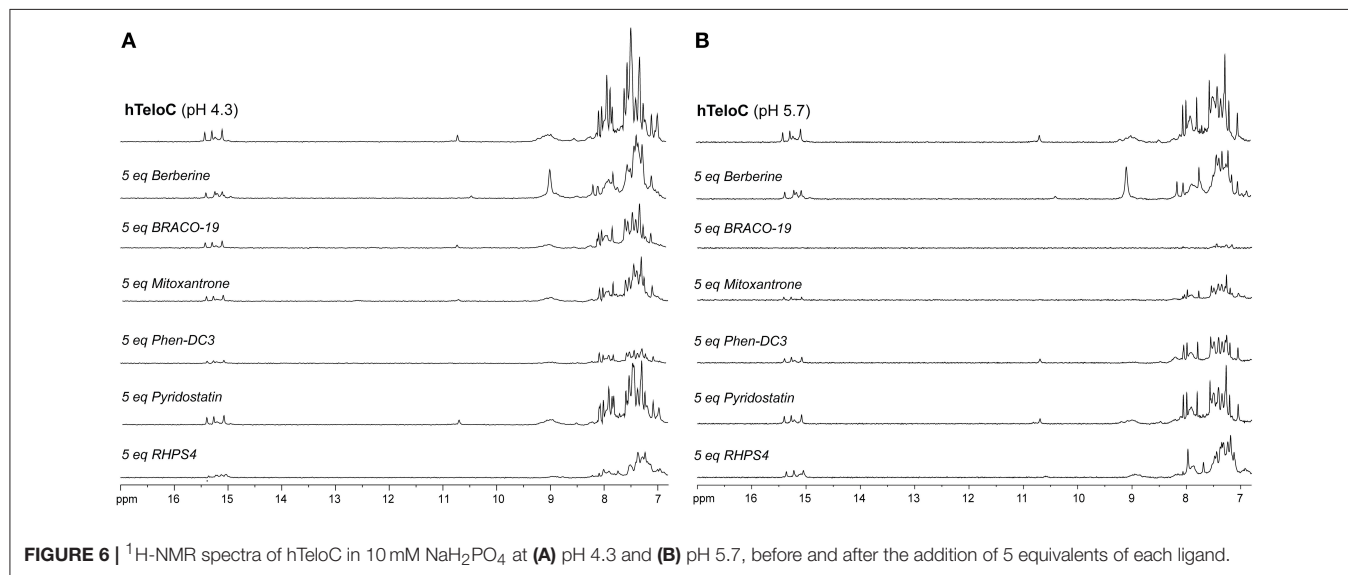 A
hTeloC (pH 4.3)
5 eq Berberine
5 eq BRACO-19
5 eq Mitoxantrone
5 eq Phen-DC3
5 eq Pyridostatin
5 eq RHPS4
ppm 16 15 14 13 12 11 10 9 8 7
B
hTeloC (pH 5.7)
5 eq Berberine
5 eq BRACO-19
5 eq Mitoxantrone
5 eq Phen-DC3
5 eq Pyridostatin
5 eq RHPS4
ppm 16 15 14 13 12 11 10 9 8 7
FIGURE 6 | ¹H-NMR spectra of hTeloC in 10 mM NaH₂PO₄ at (A) pH 4.3 and (B) pH 5.7, before and after the addition of 5 equivalents of each ligand.